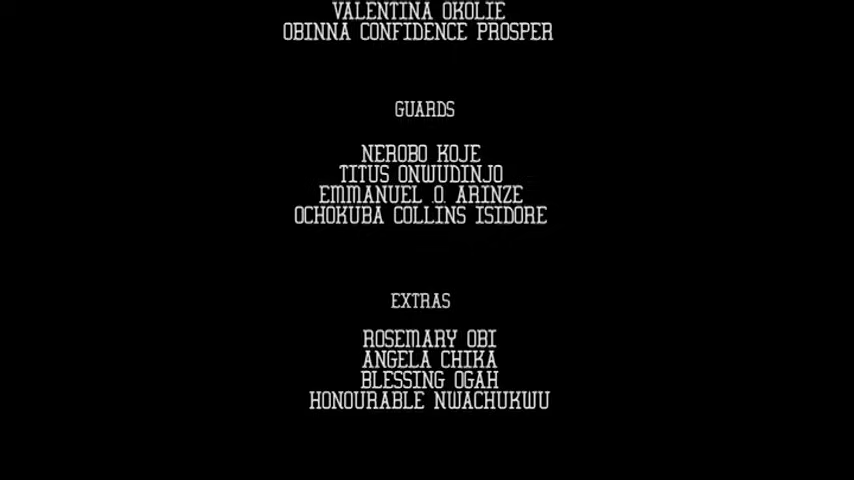 VALENTINA OKOLIE
OBINNA CONFIDENCE PROSPER
GUARDS
NEROBO KOJE
TITUS ONWUDINJO
EMMANUEL .O. ARINZE
OCHOKUBA COLLINS ISIDORE
EXTRAS
ROSEMARY OBI
ANGELA CHIKA
BLESSING OGAH
HONOURABLE NWACHUKWU